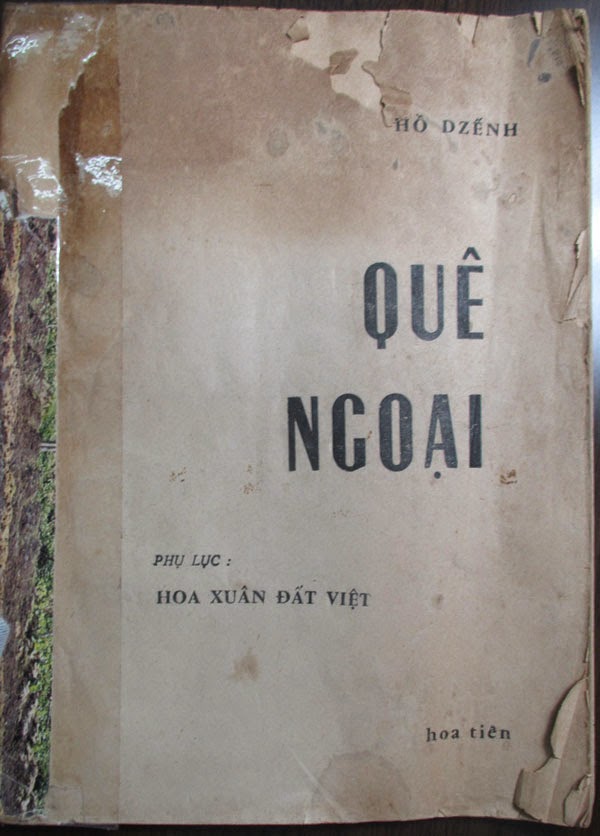 HỒ DZẾNH
QUÊ
NGOẠI
PHỤ LỤC :
HOA XUÂN ĐẤT VIỆT
hoa tiên